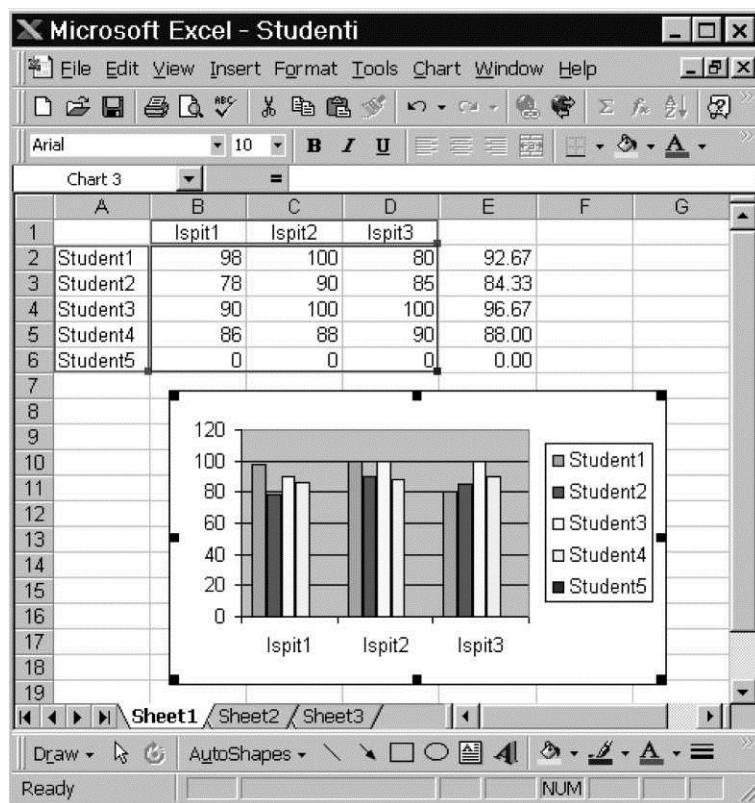 Microsoft Excel - Studenti
File Edit View Insert Format Tools Chart Window Help
ABC
Arial 10 B I U A
Chart 3 =
A B C D E F G
1 Ispit1 Ispit2 Ispit3
2 Student1 98 100 80 92.67
3 Student2 78 90 85 84.33
4 Student3 90 100 100 96.67
5 Student4 86 88 90 88.00
6 Student5 0 0 0 0.00
7
8
9
10
11
12
13
14
15
16
17
18
19
120
100
80
60
40
20
0
Ispit1 Ispit2 Ispit3
Student1
Student2
Student3
Student4
Student5
Sheet1 Sheet2 Sheet3
Draw AutoShapes A A
Ready NUM